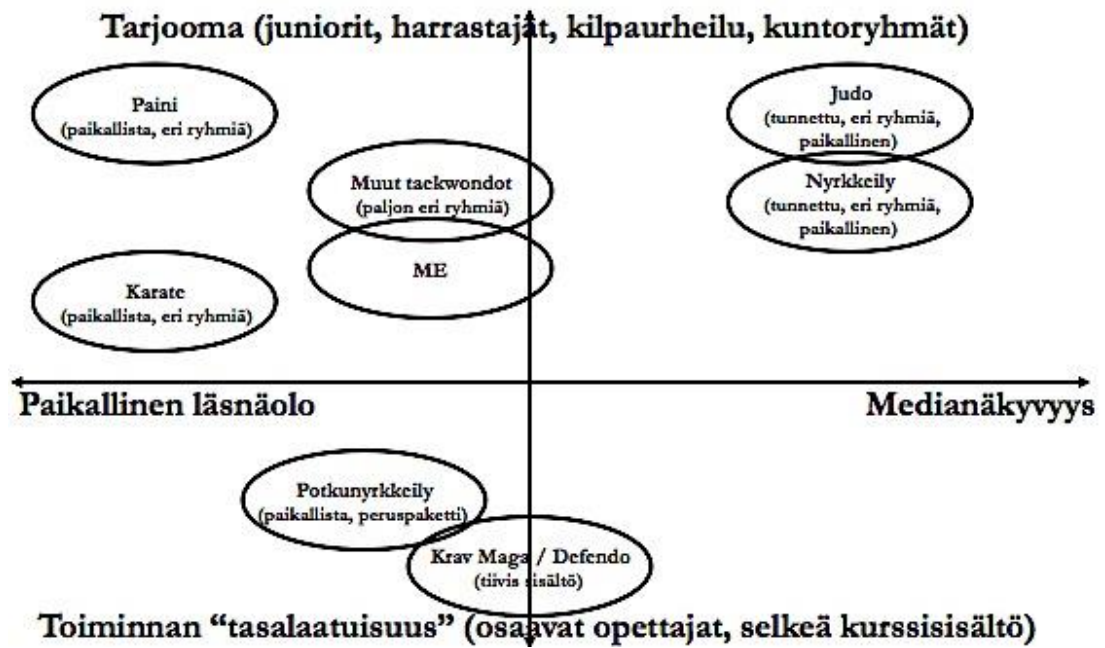 Tarjooma (juniorit, harrastajat, kilpaurheilu, kuntoryhmät)
Paini
(paikallista, eri ryhmiä)
Judo
(tunnettu, eri ryhmiä,
paikallinen)
Muut taekwondot
(paljon eri ryhmiä)
Nyrkkeily
(tunnettu, eri ryhmiä,
paikallinen)
ME
Karate
(paikallista, eri ryhmiä)
Paikallinen läsnäolo
Medianäkyvyys
Potkunyrkkeily
(paikallista, peruspaketti)
Krav Maga / Defendo
(tiivis sisältö)
Toiminnan “tasalaatuisuus” (osaavat opettajat, selkeä kurssisisältö)